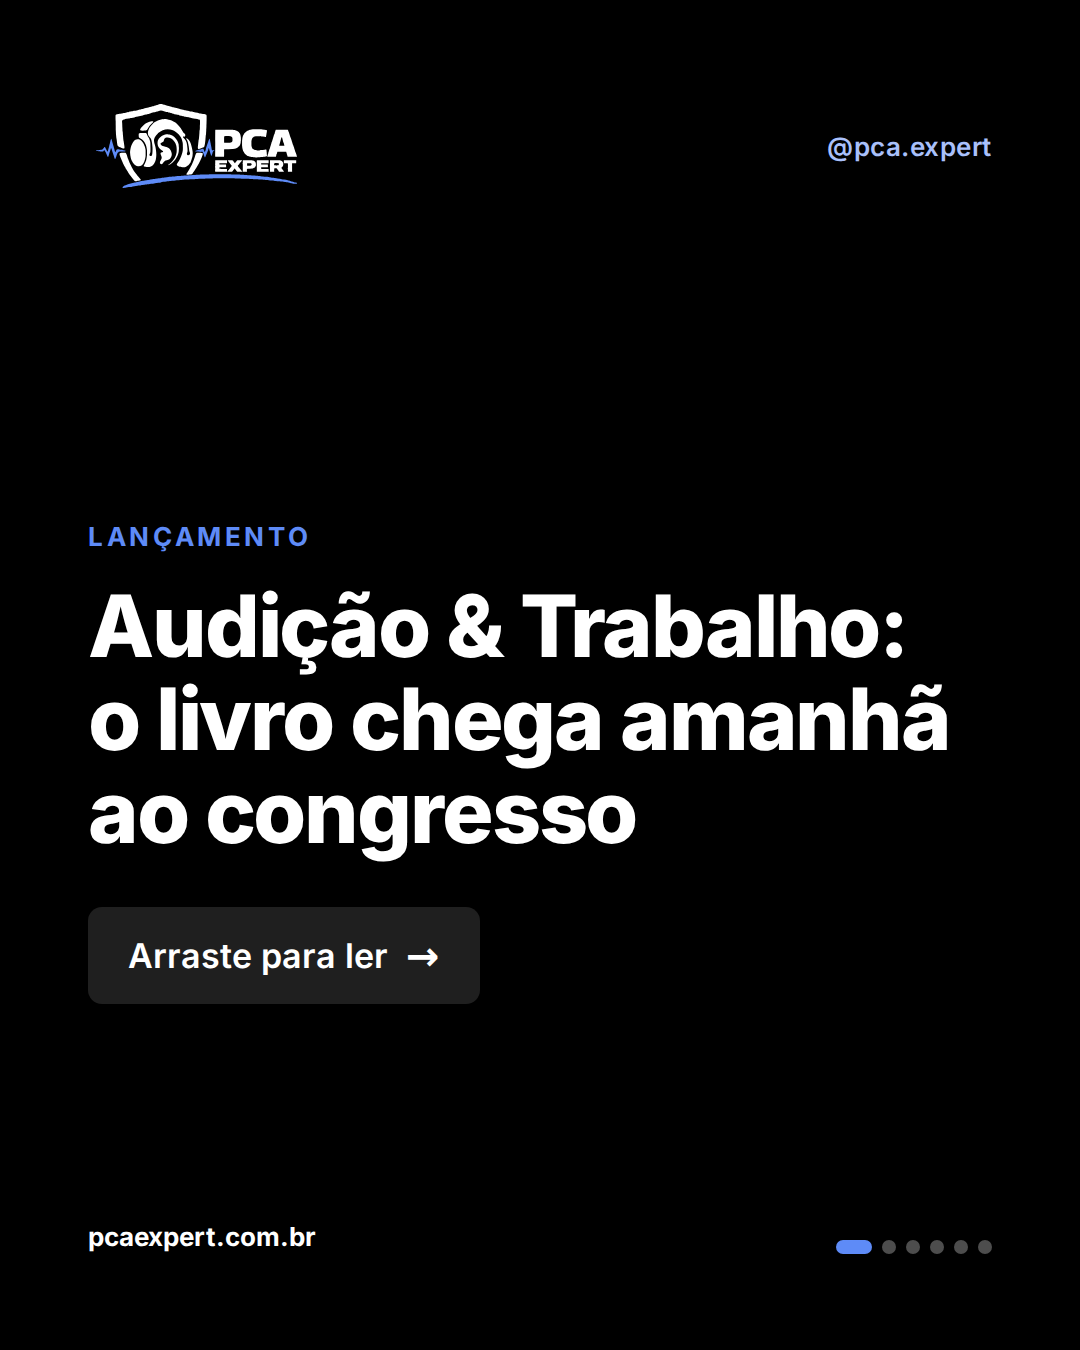 PCA
EXPERT
@pca.expert
LANÇAMENTO
Audição & Trabalho:
o livro chega amanhã
ao congresso
Arraste para ler →
pcaexpert.com.br